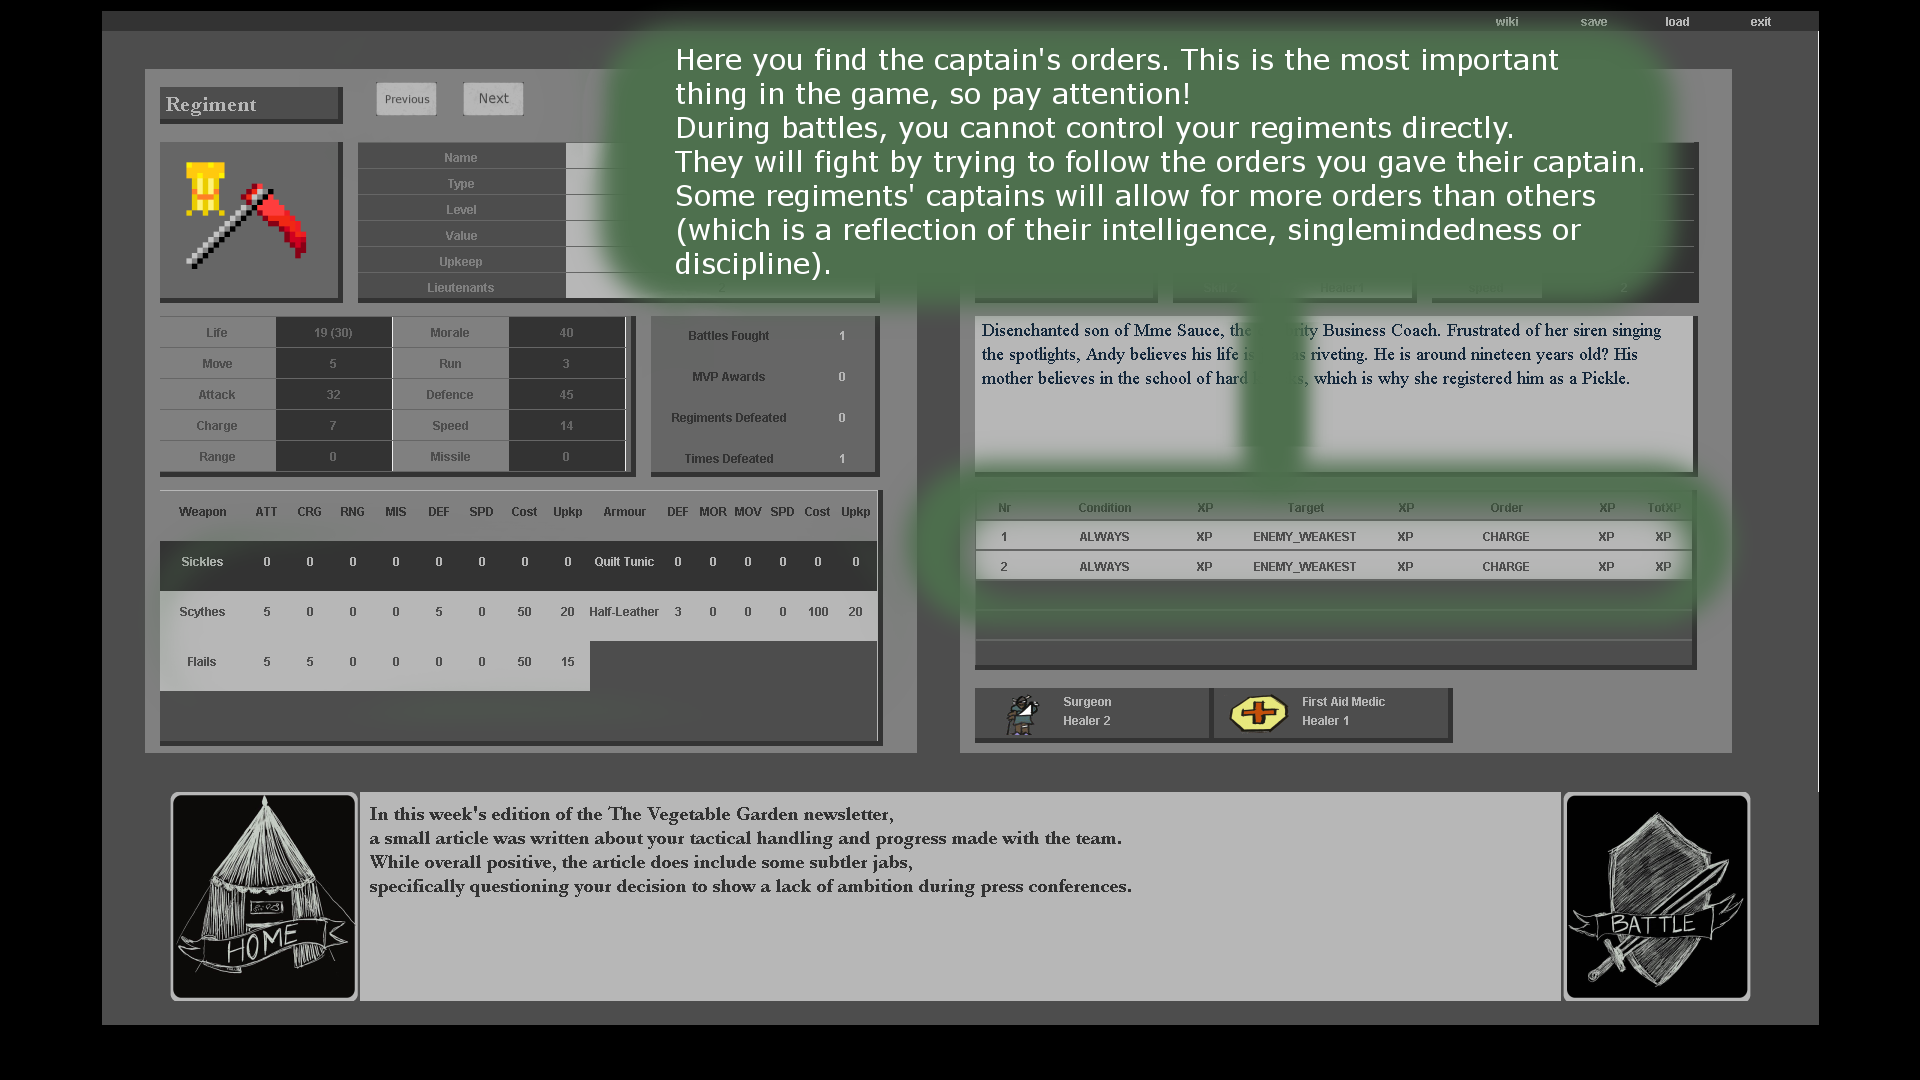 wiki save load exit
Here you find the captain's orders. This is the most important
thing in the game, so pay attention!
During battles, you cannot control your regiments directly.
They will fight by trying to follow the orders you gave their captain.
Some regiments' captains will allow for more orders than others
(which is a reflection of their intelligence, singlemindedness or
discipline).
Regiment
Previous Next
Name
Type
Level
Value
Upkeep
Lieutenants 2
Life 19 (30) Morale 40
Move 5 Run 3
Attack 32 Defence 45
Charge 7 Speed 14
Range 0 Missile 0
Battles Fought 1
MVP Awards 0
Regiments Defeated 0
Times Defeated 1
Weapon ATT CRG RNG MIS DEF SPD Cost Upkp Armour DEF MOR MOV SPD Cost Upkp
Sickles 0 0 0 0 0 0 0 0 Quilt Tunic 0 0 0 0 0 0
Scythes 5 0 0 0 5 0 50 20 Half-Leather 3 0 0 0 100 20
Flails 5 5 0 0 0 0 50 15
2
Disenchanted son of Mme Sauce, the Business Coach. Frustrated of her siren singing
the spotlights, Andy believes his life riveting. He is around nineteen years old? His
mother believes in the school of hard which is why she registered him as a Pickle.
Nr Condition XP Target XP Order XP TotXP
1 ALWAYS XP ENEMY_WEAKEST XP CHARGE XP XP
2 ALWAYS XP ENEMY_WEAKEST XP CHARGE XP XP
Surgeon
Healer 2
First Aid Medic
Healer 1
HOME
In this week's edition of the The Vegetable Garden newsletter,
a small article was written about your tactical handling and progress made with the team.
While overall positive, the article does include some subtler jabs,
specifically questioning your decision to show a lack of ambition during press conferences.
BATTLE